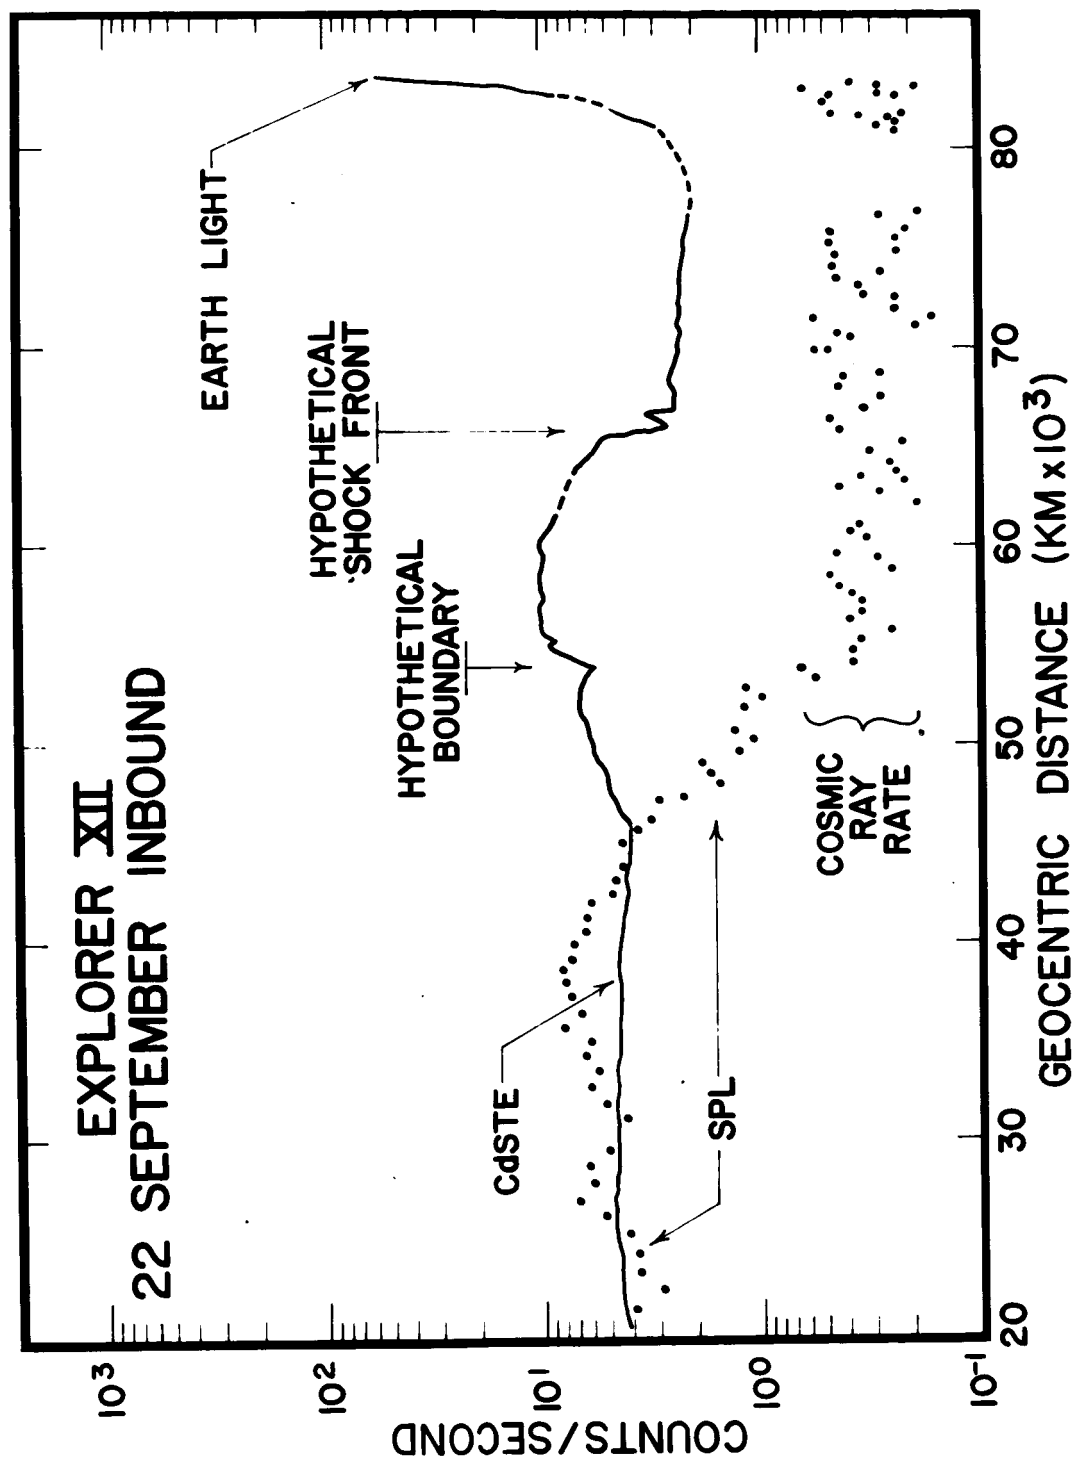 EXPLORER XII
22 SEPTEMBER INBOUND
EARTH LIGHT
HYPOTHETICAL
SHOCK FRONT
HYPOTHETICAL
BOUNDARY
CdSTE
SPL
COSMIC
RAY
RATE
COUNTS/SECOND
10³
10²
10¹
10⁰
10⁻¹
20
30
40
50
60
70
80
GEOCENTRIC DISTANCE (KM x 10³)